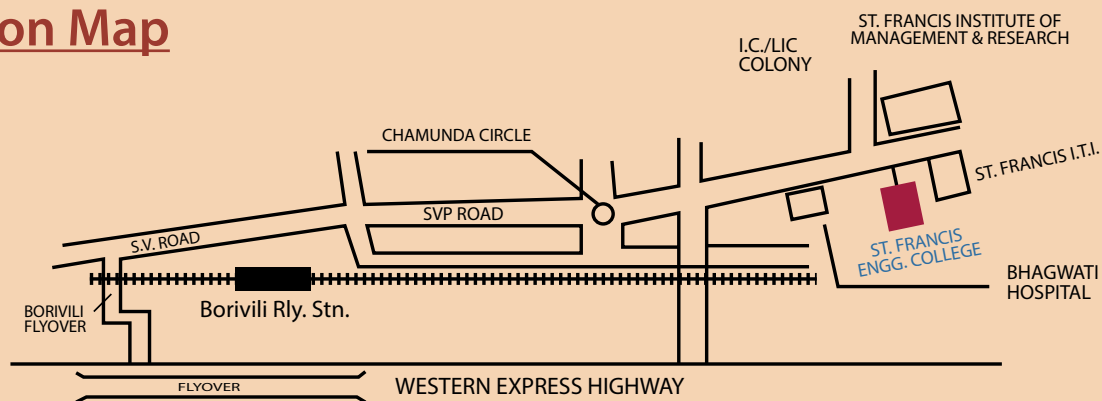 on Map
ST. FRANCIS INSTITUTE OF
MANAGEMENT & RESEARCH
I.C./LIC
COLONY
CHAMUNDA CIRCLE
ST. FRANCIS I.T.I.
SVP ROAD
S.V. ROAD
ST. FRANCIS
ENGG. COLLEGE
BHAGWATI
HOSPITAL
BORIVILI
FLYOVER
Borivili Rly. Stn.
FLYOVER
WESTERN EXPRESS HIGHWAY